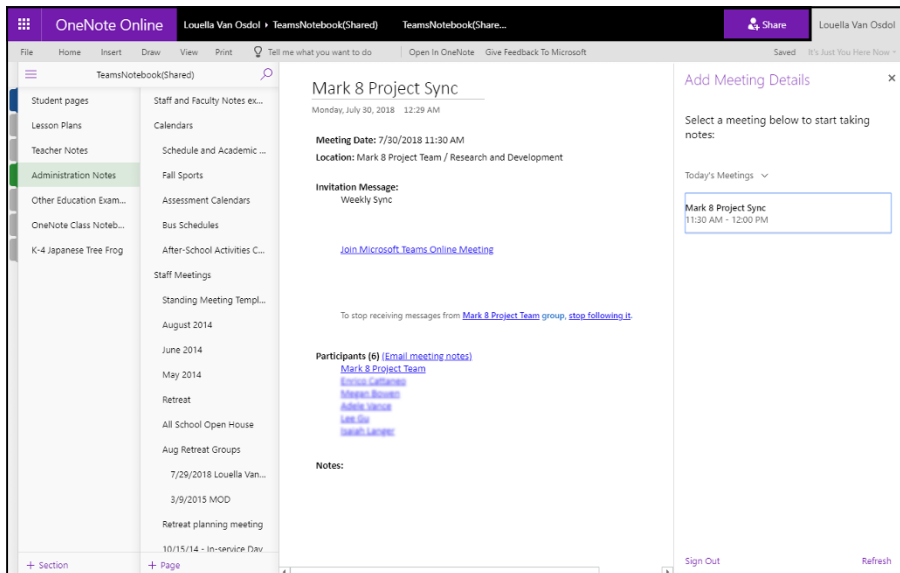 OneNote Online
Louella Van Osdol ▸ TeamsNotebook(Shared)
TeamsNotebook(Share...
Share
Louella Van Osdol
File
Home
Insert
Draw
View
Print
Tell me what you want to do
Open In OneNote
Give Feedback To Microsoft
Saved
It's Just You Here Now
TeamsNotebook(Shared)
Student pages
Lesson Plans
Teacher Notes
Administration Notes
Other Education Exam...
OneNote Class Noteb...
K-4 Japanese Tree Frog
+ Section
Staff and Faculty Notes ex...
Calendars
Schedule and Academic ...
Fall Sports
Assessment Calendars
Bus Schedules
After-School Activities C...
Staff Meetings
Standing Meeting Templ...
August 2014
June 2014
May 2014
Retreat
All School Open House
Aug Retreat Groups
7/29/2018 Louella Van...
3/9/2015 MOD
Retreat planning meeting
10/15/14 - In-service Day
+ Page
Mark 8 Project Sync
Monday, July 30, 2018 12:29 AM
Meeting Date: 7/30/2018 11:30 AM
Location: Mark 8 Project Team / Research and Development
Invitation Message:
Weekly Sync
Join Microsoft Teams Online Meeting
To stop receiving messages from Mark 8 Project Team group, stop following it.
Participants (6) (Email meeting notes)
Mark 8 Project Team
Enrico Cattaneo
Megan Bowen
Adele Vance
Lee Gu
Isaiah Langer
Notes:
Add Meeting Details
Select a meeting below to start taking
notes:
Today's Meetings
Mark 8 Project Sync
11:30 AM - 12:00 PM
Sign Out
Refresh